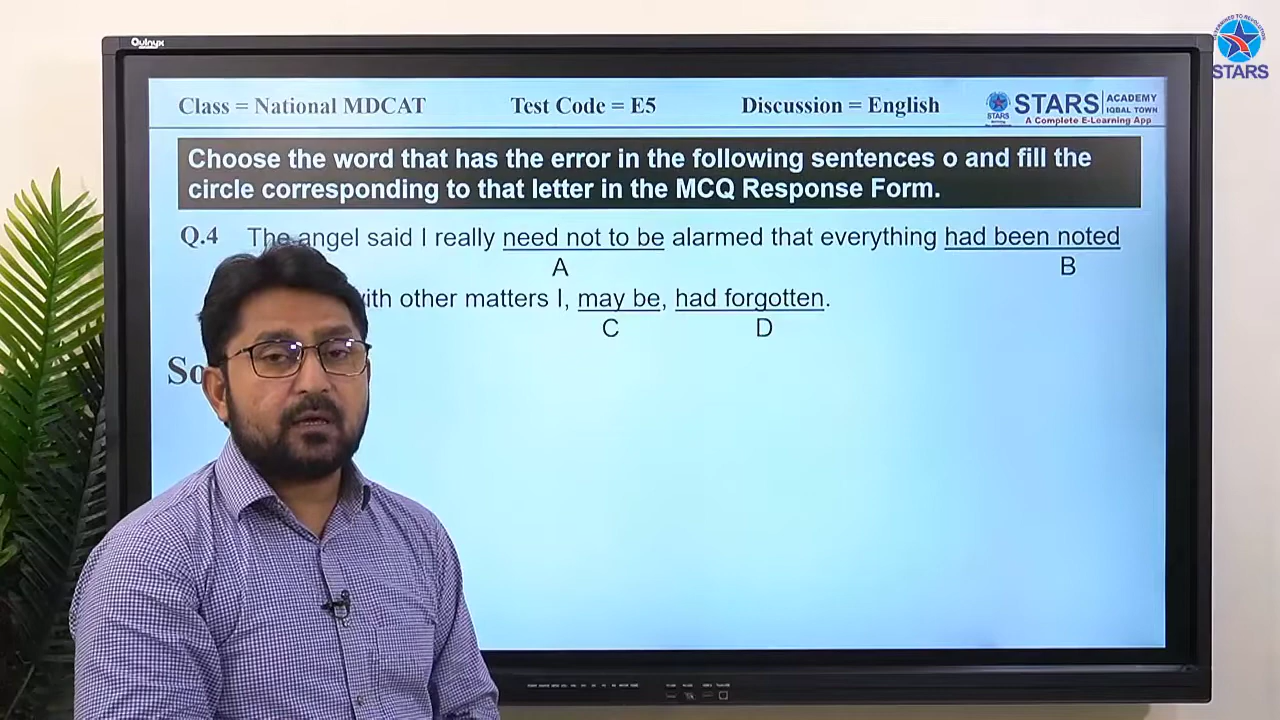 Quinyx
STARS
Class = National MDCAT Test Code = E5 Discussion = English
STARS ACADEMY IQBAL TOWN
STARS
A Complete E-Learning App
Choose the word that has the error in the following sentences o and fill the
circle corresponding to that letter in the MCQ Response Form.
Q.4 The angel said I really need not to be alarmed that everything had been noted
A B
with other matters I, may be, had forgotten.
C D
So